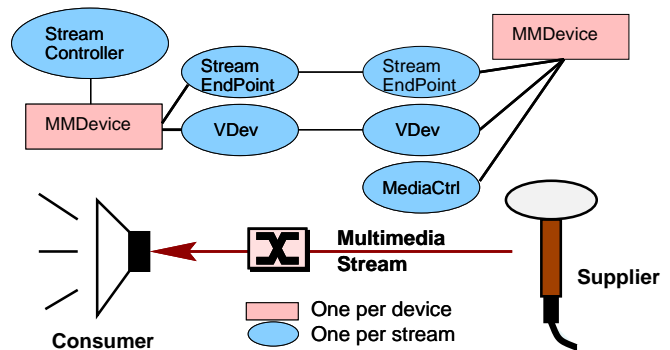 Stream
Controller
MMDevice
Stream
EndPoint
Stream
EndPoint
MMDevice
VDev
VDev
MediaCtrl
Multimedia
Stream
Supplier
Consumer
One per device
One per stream